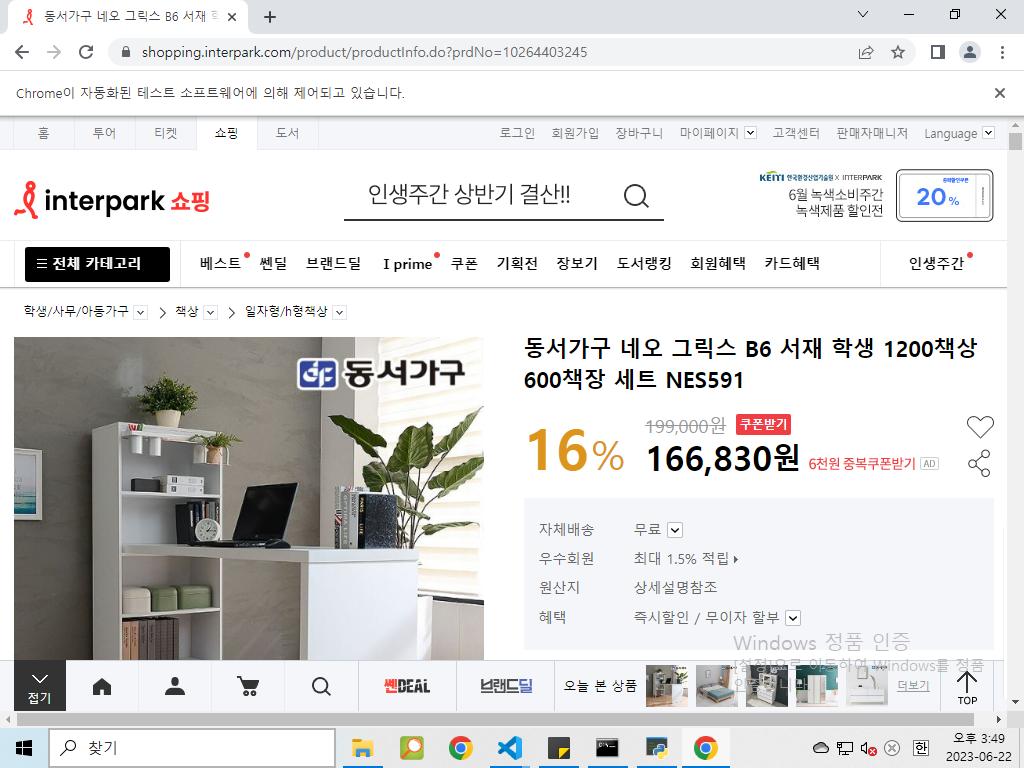 동서가구 네오 그릭스 B6 서재 학
shopping.interpark.com/product/productInfo.do?prdNo=10264403245
Chrome이 자동화된 테스트 소프트웨어에 의해 제어되고 있습니다.
홈 투어 티켓 쇼핑 도서 로그인 회원가입 장바구니 마이페이지 고객센터 판매자매니저 Language
interpark 쇼핑
인생주간 상반기 결산!!
KEITI 한국환경산업기술원 X INTERPARK
6월 녹색소비주간
녹색제품 할인전
20%
전체 카테고리 베스트 쎈딜 브랜드딜 I prime 쿠폰 기획전 장보기 도서랭킹 회원혜택 카드혜택 인생주간
학생/사무/아동가구 책상 일자형/h형책상
동서가구
동서가구 네오 그릭스 B6 서재 학생 1200책상
600책장 세트 NES591
16%
199,000원 쿠폰받기
166,830원 6천원 중복쿠폰받기 AD
자체배송 무료
우수회원 최대 1.5% 적립
원산지 상세설명참조
혜택 즉시할인 / 무이자 할부
Windows 정품 인증
[설정]으로 이동하여 Windows를 정품
접기
쎈DEAL
브랜드딜
오늘 본 상품
더보기
TOP
찾기
한
오후 3:49
2023-06-22